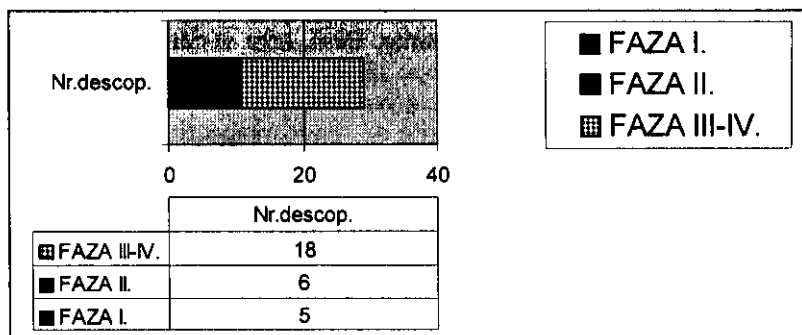 FAZA I.
FAZA II.
FAZA III-IV.
Nr.descop.
0 20 40
Nr.descop.
FAZA III-IV. 18
FAZA II. 6
FAZA I. 5